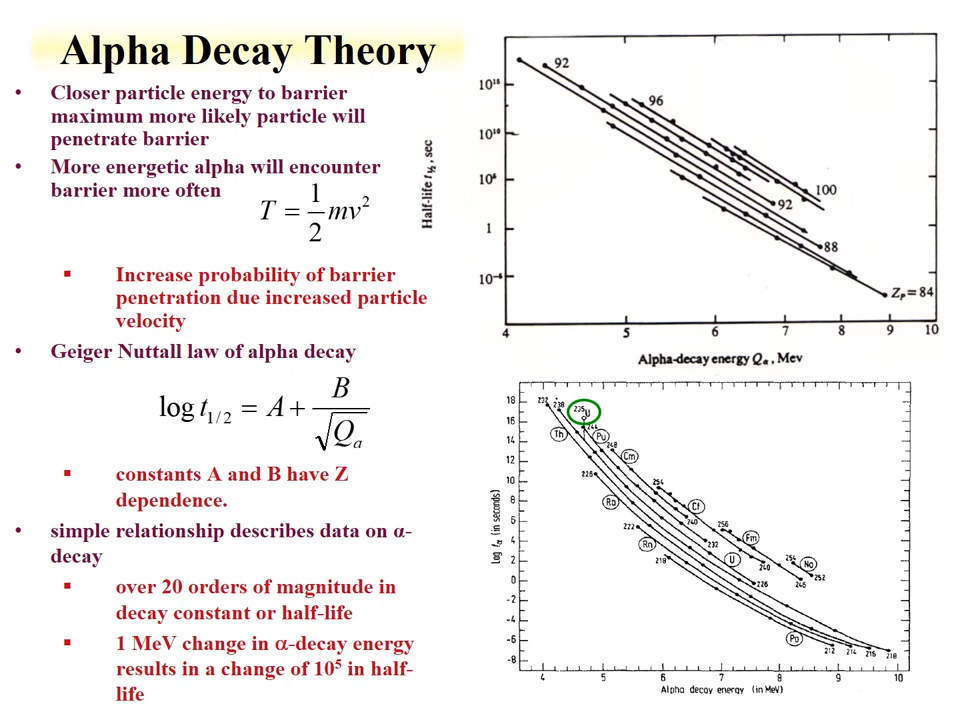 Alpha Decay Theory
• Closer particle energy to barrier
maximum more likely particle will
penetrate barrier
• More energetic alpha will encounter
barrier more often
T = 1/2 mv²
▪ Increase probability of barrier
penetration due increased particle
velocity
• Geiger Nuttall law of alpha decay
log t₁/₂ = A + B/√Qₐ
▪ constants A and B have Z
dependence.
• simple relationship describes data on α-
decay
▪ over 20 orders of magnitude in
decay constant or half-life
▪ 1 MeV change in α-decay energy
results in a change of 10⁵ in half-
life
Half-life t½, sec
10¹⁵
10¹⁰
10⁵
1
10⁻⁵
92
96
100
92
88
Z_P = 84
4 5 6 7 8 9 10
Alpha-decay energy Qα, Mev
log tα (in seconds)
18
16
14
12
10
8
6
4
2
0
-2
-4
-6
-8
232 238 235U
244
Th Pu 248
Cm
226 254
Ra Cf
240
222 256
Rn 232 Fm
218 U 240 254 No
226 246 252
Po
212 214 216 218
4 5 6 7 8 9 10
Alpha decay energy (in MeV)